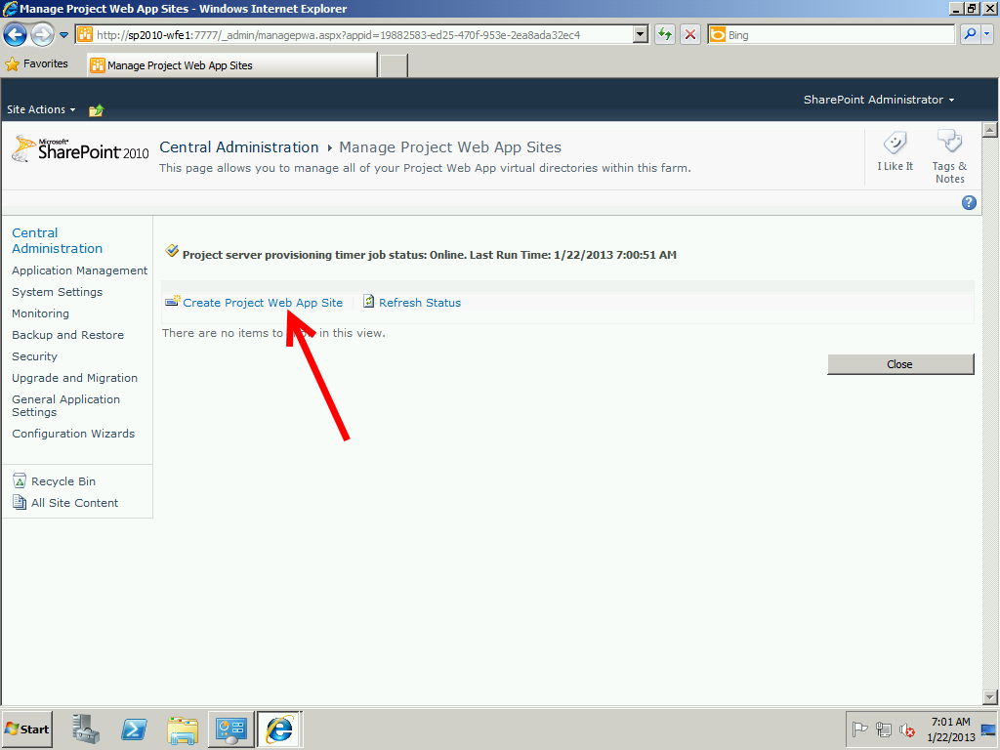 Manage Project Web App Sites - Windows Internet Explorer
http://sp2010-wfe1:7777/_admin/managepwa.aspx?appid=19882583-ed25-470f-953e-2ea8ada32ec4
Bing
Favorites
Manage Project Web App Sites
SharePoint Administrator
Site Actions
Microsoft®
SharePoint 2010
Central Administration
Manage Project Web App Sites
This page allows you to manage all of your Project Web App virtual directories within this farm.
I Like It
Tags &
Notes
Central
Administration
Application Management
System Settings
Monitoring
Backup and Restore
Security
Upgrade and Migration
General Application
Settings
Configuration Wizards
Recycle Bin
All Site Content
Project server provisioning timer job status: Online. Last Run Time: 1/22/2013 7:00:51 AM
Create Project Web App Site
Refresh Status
There are no items to in this view.
Close
Start
7:01 AM
1/22/2013